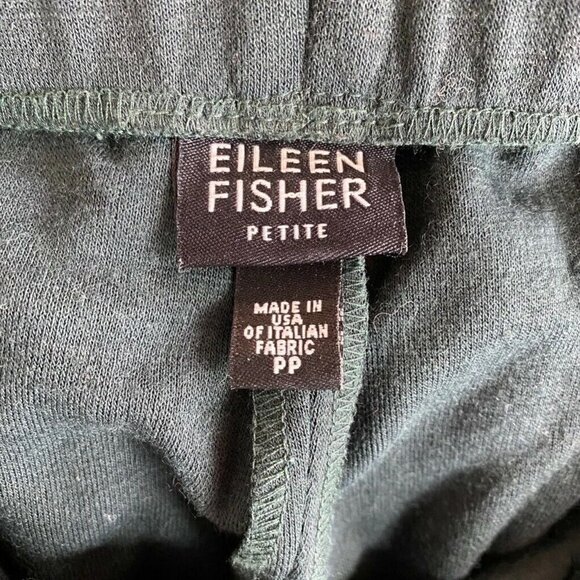 EILEEN
FISHER
PETITE
MADE IN
USA
OF ITALIAN
FABRIC
PP